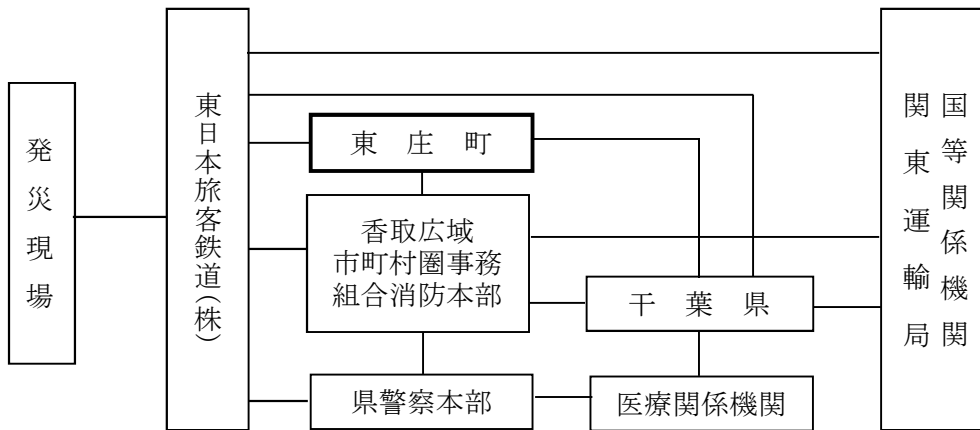 発災現場
東日本旅客鉄道(株)
東庄町
香取広域
市町村圏事務
組合消防本部
県警察本部
千葉県
医療関係機関
国等関係機関
関東運輸局